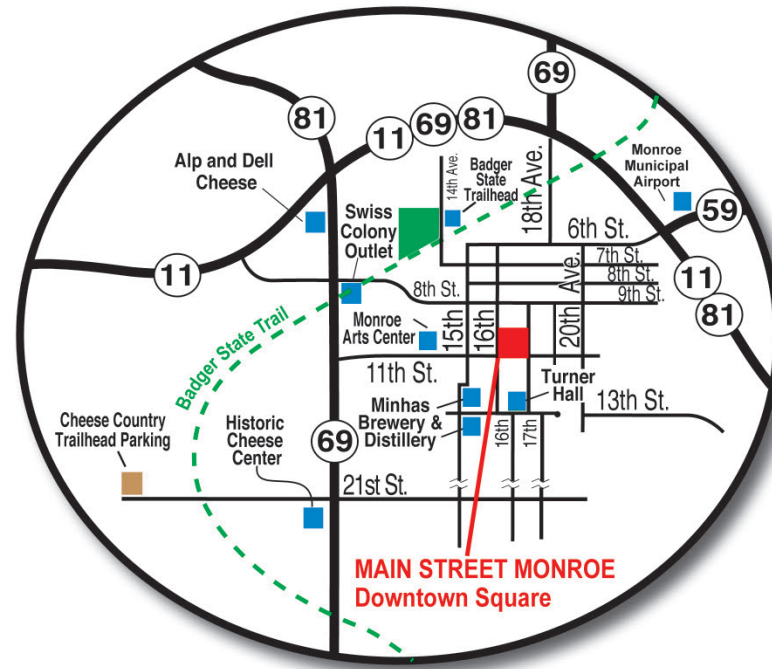 69
81
81
69
11
14th Ave.
Badger
State
Trailhead
18th Ave.
Monroe
Municipal
Airport
Alp and Dell
Cheese
59
Swiss
Colony
Outlet
6th St.
7th St.
8th St.
9th St.
Ave.
20th
11
11
81
8th St.
15th
16th
Monroe
Arts Center
Badger State Trail
11th St.
Turner
Hall
13th St.
Minhas
Brewery &
Distillery
16th
17th
Cheese Country
Trailhead Parking
Historic
Cheese
Center
69
21st St.
MAIN STREET MONROE
Downtown Square